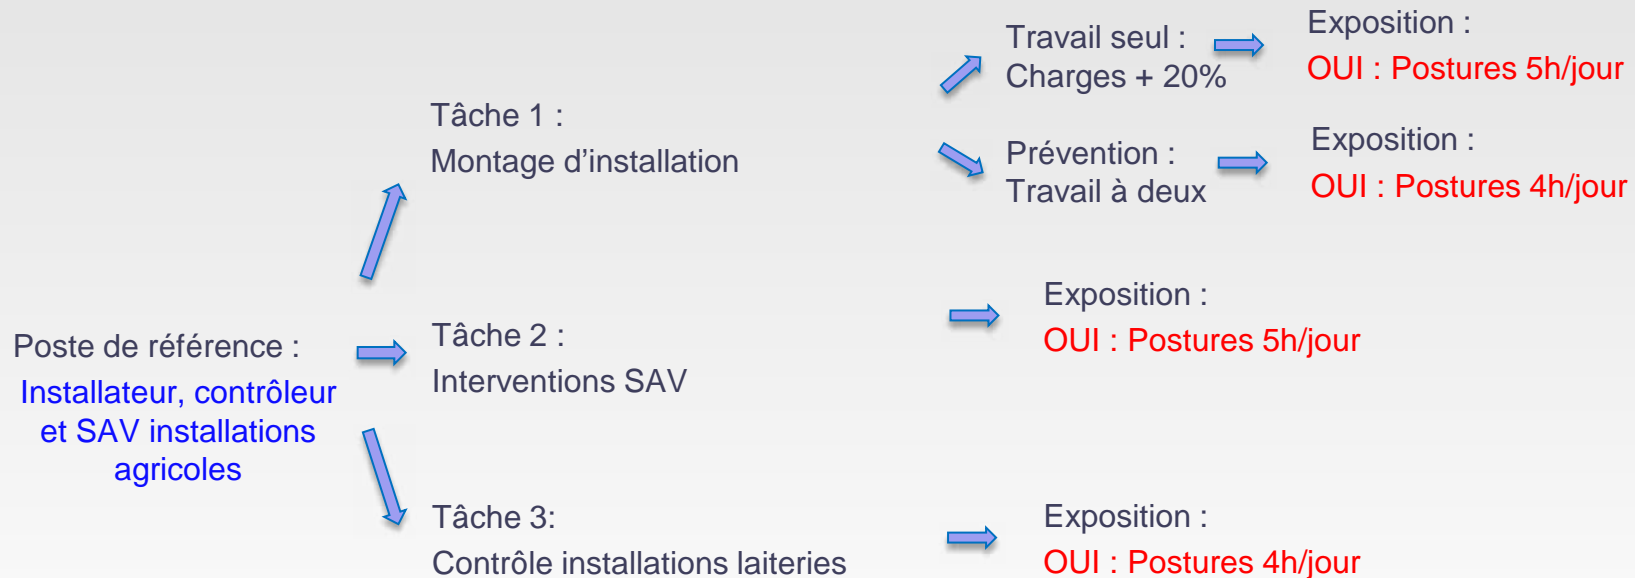 Poste de référence :
Installateur, contrôleur
et SAV installations
agricoles
Tâche 1 :
Montage d’installation
Travail seul :
Charges + 20%
Exposition :
OUI : Postures 5h/jour
Prévention :
Travail à deux
Exposition :
OUI : Postures 4h/jour
Tâche 2 :
Interventions SAV
Exposition :
OUI : Postures 5h/jour
Tâche 3:
Contrôle installations laiteries
Exposition :
OUI : Postures 4h/jour